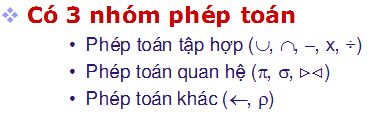 ❖ Có 3 nhóm phép toán
• Phép toán tập hợp (∪, ∩, −, x, ÷)
• Phép toán quan hệ (π, σ, ▷◁)
• Phép toán khác (←, ρ)